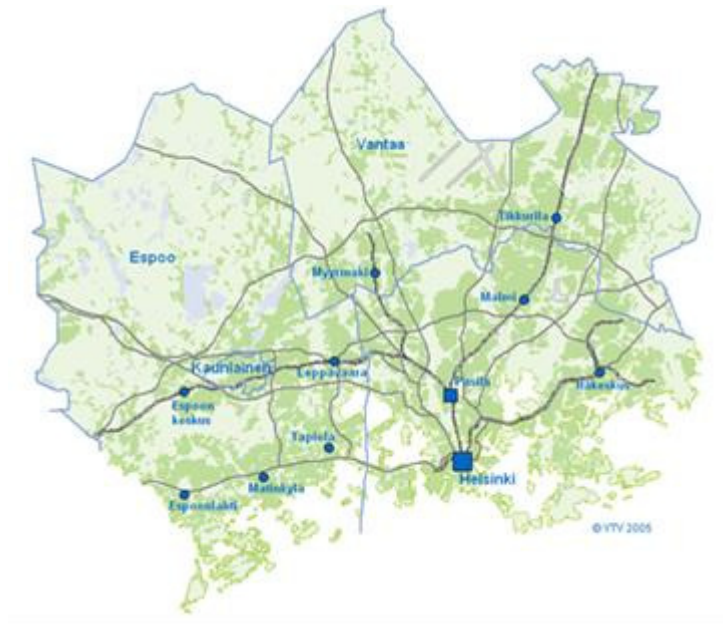 Vantaa
Tikkurila
Espoo
Myyrmäki
Malmi
Kauniainen
Leppävaara
Itäkeskus
Pasila
Espoon
keskus
Tapiola
Helsinki
Matinkylä
Espoonlahti
© YTV 2005